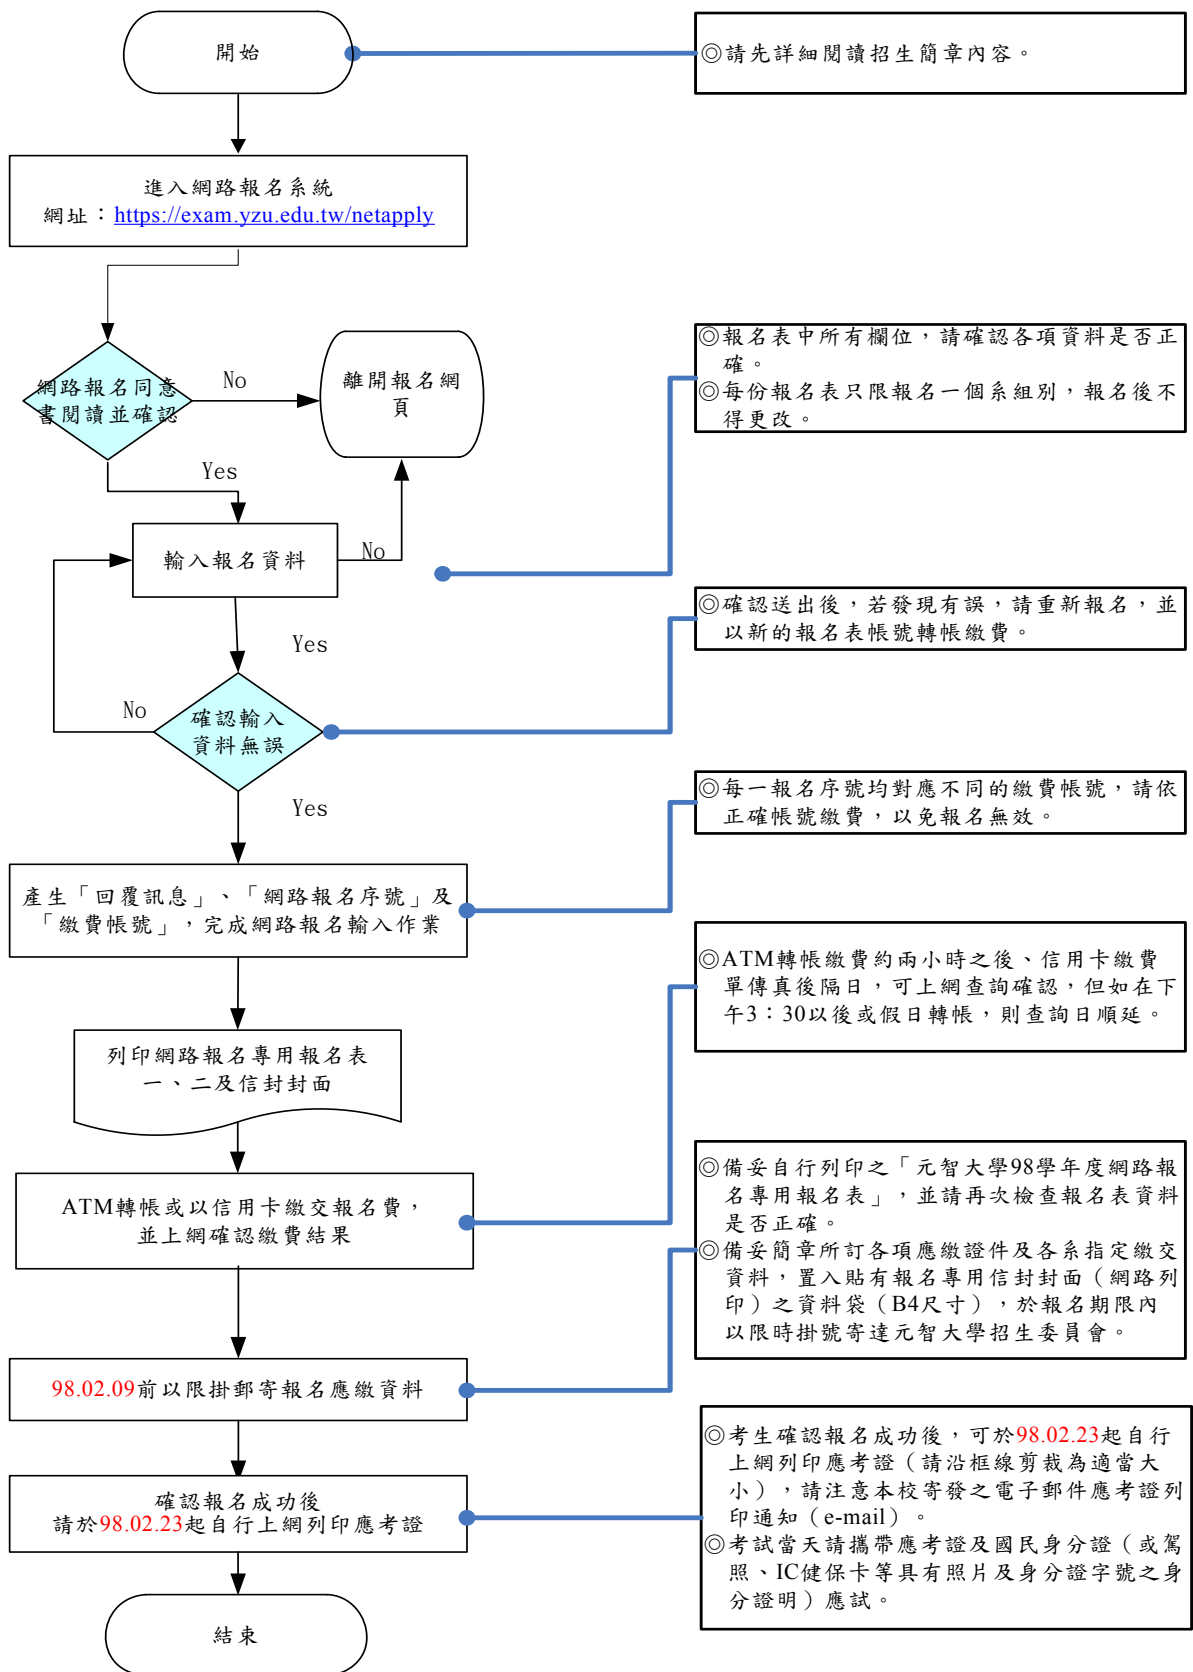 開始
◎請先詳細閱讀招生簡章內容。
進入網路報名系統
網址：https://exam.yzu.edu.tw/netapply
網路報名同意
書閱讀並確認
No
離開報名網
頁
◎報名表中所有欄位，請確認各項資料是否正
確。
◎每份報名表只限報名一個系組別，報名後不
得更改。
Yes
輸入報名資料
No
◎確認送出後，若發現有誤，請重新報名，並
以新的報名表帳號轉帳繳費。
Yes
No
確認輸入
資料無誤
Yes
◎每一報名序號均對應不同的繳費帳號，請依
正確帳號繳費，以免報名無效。
產生「回覆訊息」、「網路報名序號」及
「繳費帳號」，完成網路報名輸入作業
◎ATM轉帳繳費約兩小時之後、信用卡繳費
單傳真後隔日，可上網查詢確認，但如在下
午3：30以後或假日轉帳，則查詢日順延。
列印網路報名專用報名表
一、二及信封封面
ATM轉帳或以信用卡繳交報名費，
並上網確認繳費結果
◎備妥自行列印之「元智大學98學年度網路報
名專用報名表」，並請再次檢查報名表資料
是否正確。
◎備妥簡章所訂各項應繳證件及各系指定繳交
資料，置入貼有報名專用信封封面（網路列
印）之資料袋（B4尺寸），於報名期限內
以限時掛號寄達元智大學招生委員會。
98.02.09前以限掛郵寄報名應繳資料
◎考生確認報名成功後，可於98.02.23起自行
上網列印應考證（請沿框線剪裁為適當大
小），請注意本校寄發之電子郵件應考證列
印通知（e-mail）。
◎考試當天請攜帶應考證及國民身分證（或駕
照、IC健保卡等具有照片及身分證字號之身
分證明）應試。
確認報名成功後
請於98.02.23起自行上網列印應考證
結束